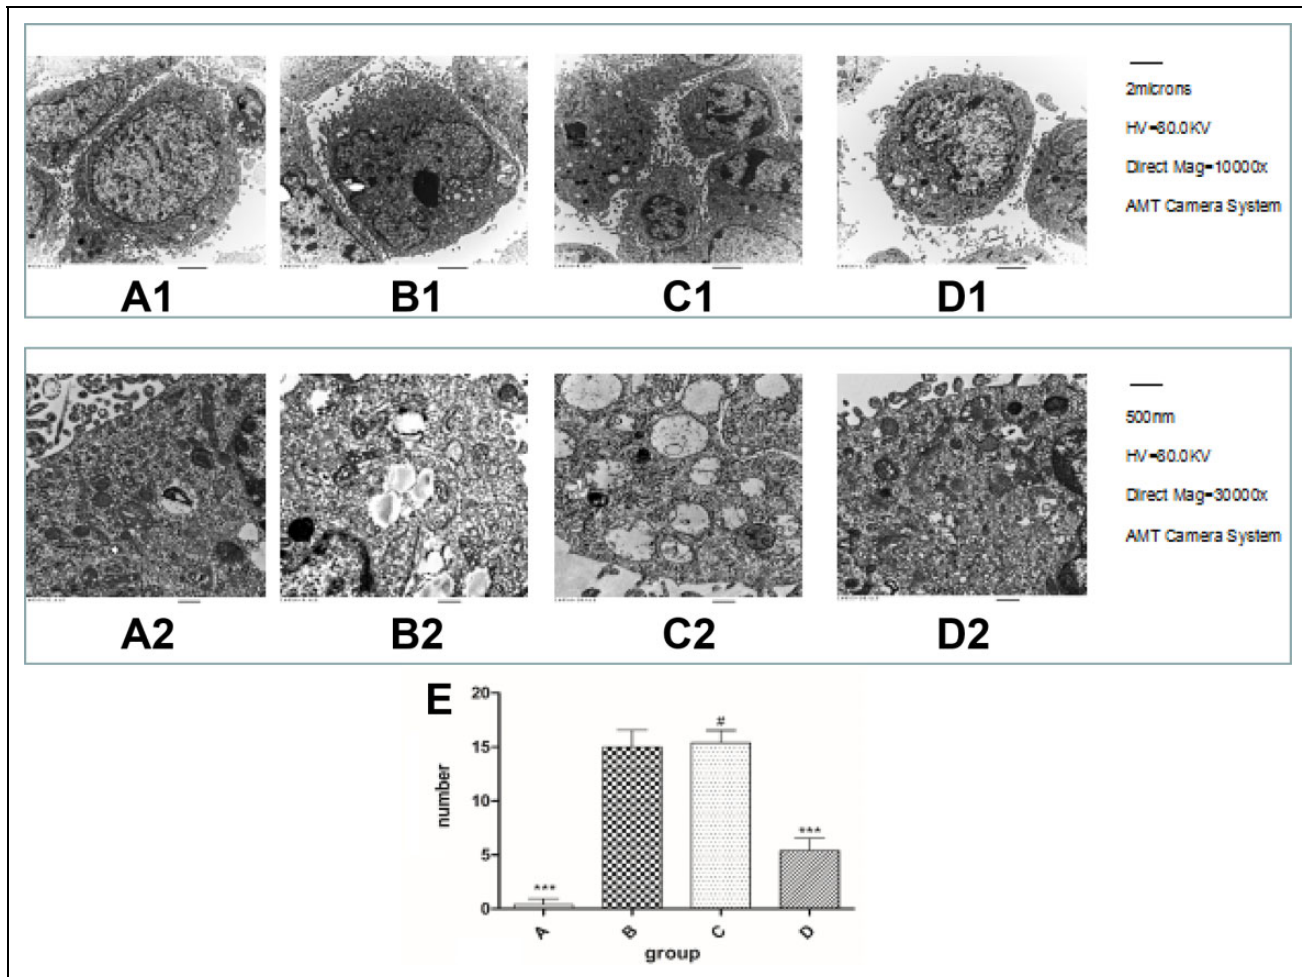 2microns
HV=80.0KV
Direct Mag=10000x
AMT Camera System
A1 B1 C1 D1
500nm
HV=80.0KV
Direct Mag=30000x
AMT Camera System
A2 B2 C2 D2
E
20
15
10
5
0
number
***
#
***
A B C D
group